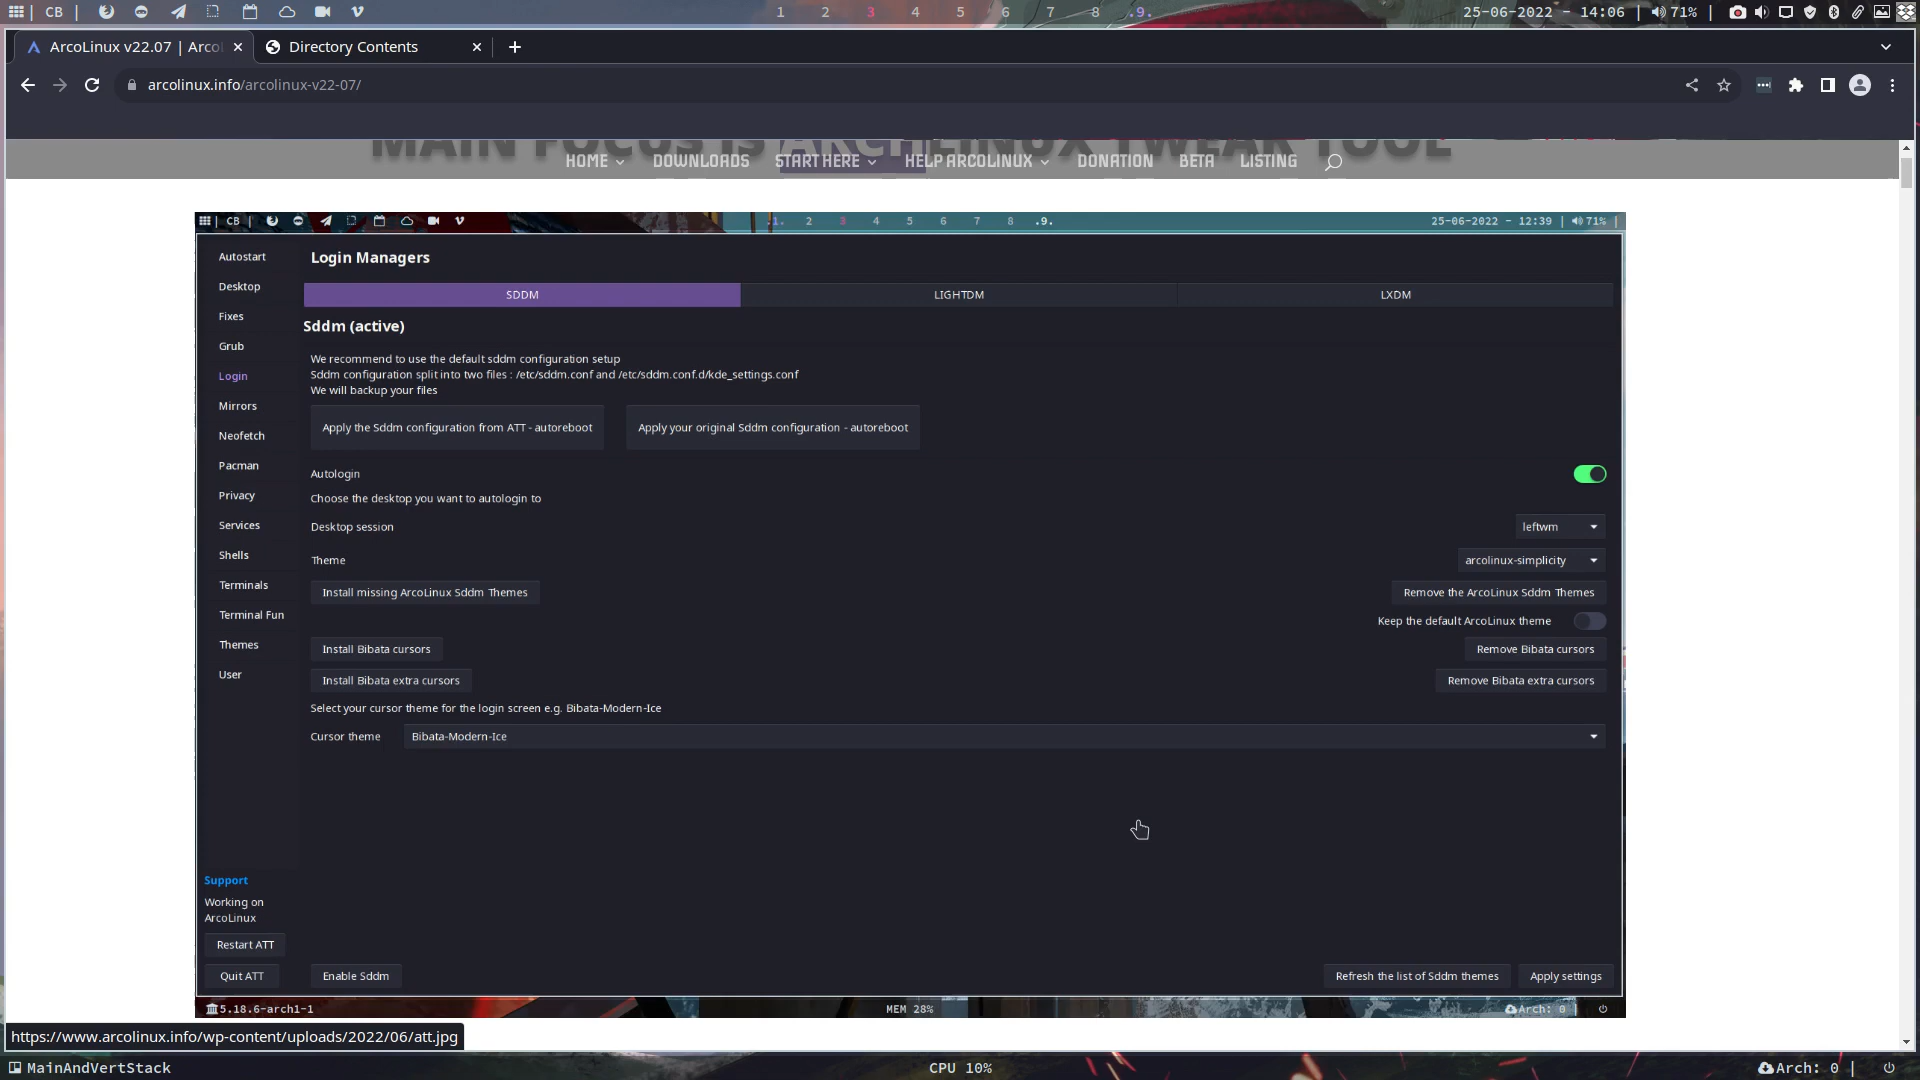 CB
1 2 3 4 5 6 7 8 .9.
25-06-2022 - 14:06 | 71% |
ArcoLinux v22.07 | Arcol
Directory Contents
arcolinux.info/arcolinux-v22-07/
MAIN FOCUS IS ARCHLINUX TWEAK TOOL
HOME DOWNLOADS START HERE HELP ARCOLINUX DONATION BETA LISTING
CB
.1. 2 3 4 5 6 7 8 .9.
25-06-2022 - 12:39 | 71% |
Autostart
Desktop
Fixes
Grub
Login
Mirrors
Neofetch
Pacman
Privacy
Services
Shells
Terminals
Terminal Fun
Themes
User
Login Managers
SDDM LIGHTDM LXDM
Sddm (active)
We recommend to use the default sddm configuration setup
Sddm configuration split into two files : /etc/sddm.conf and /etc/sddm.conf.d/kde_settings.conf
We will backup your files
Apply the Sddm configuration from ATT - autoreboot
Apply your original Sddm configuration - autoreboot
Autologin
Choose the desktop you want to autologin to
Desktop session leftwm
Theme arcolinux-simplicity
Install missing ArcoLinux Sddm Themes Remove the ArcoLinux Sddm Themes
Keep the default ArcoLinux theme
Install Bibata cursors Remove Bibata cursors
Install Bibata extra cursors Remove Bibata extra cursors
Select your cursor theme for the login screen e.g. Bibata-Modern-Ice
Cursor theme Bibata-Modern-Ice
Support
Working on
ArcoLinux
Restart ATT
Quit ATT
Enable Sddm Refresh the list of Sddm themes Apply settings
5.18.6-arch1-1 MEM 28% Arch: 0 |
https://www.arcolinux.info/wp-content/uploads/2022/06/att.jpg
MainAndVertStack CPU 10% Arch: 0 |